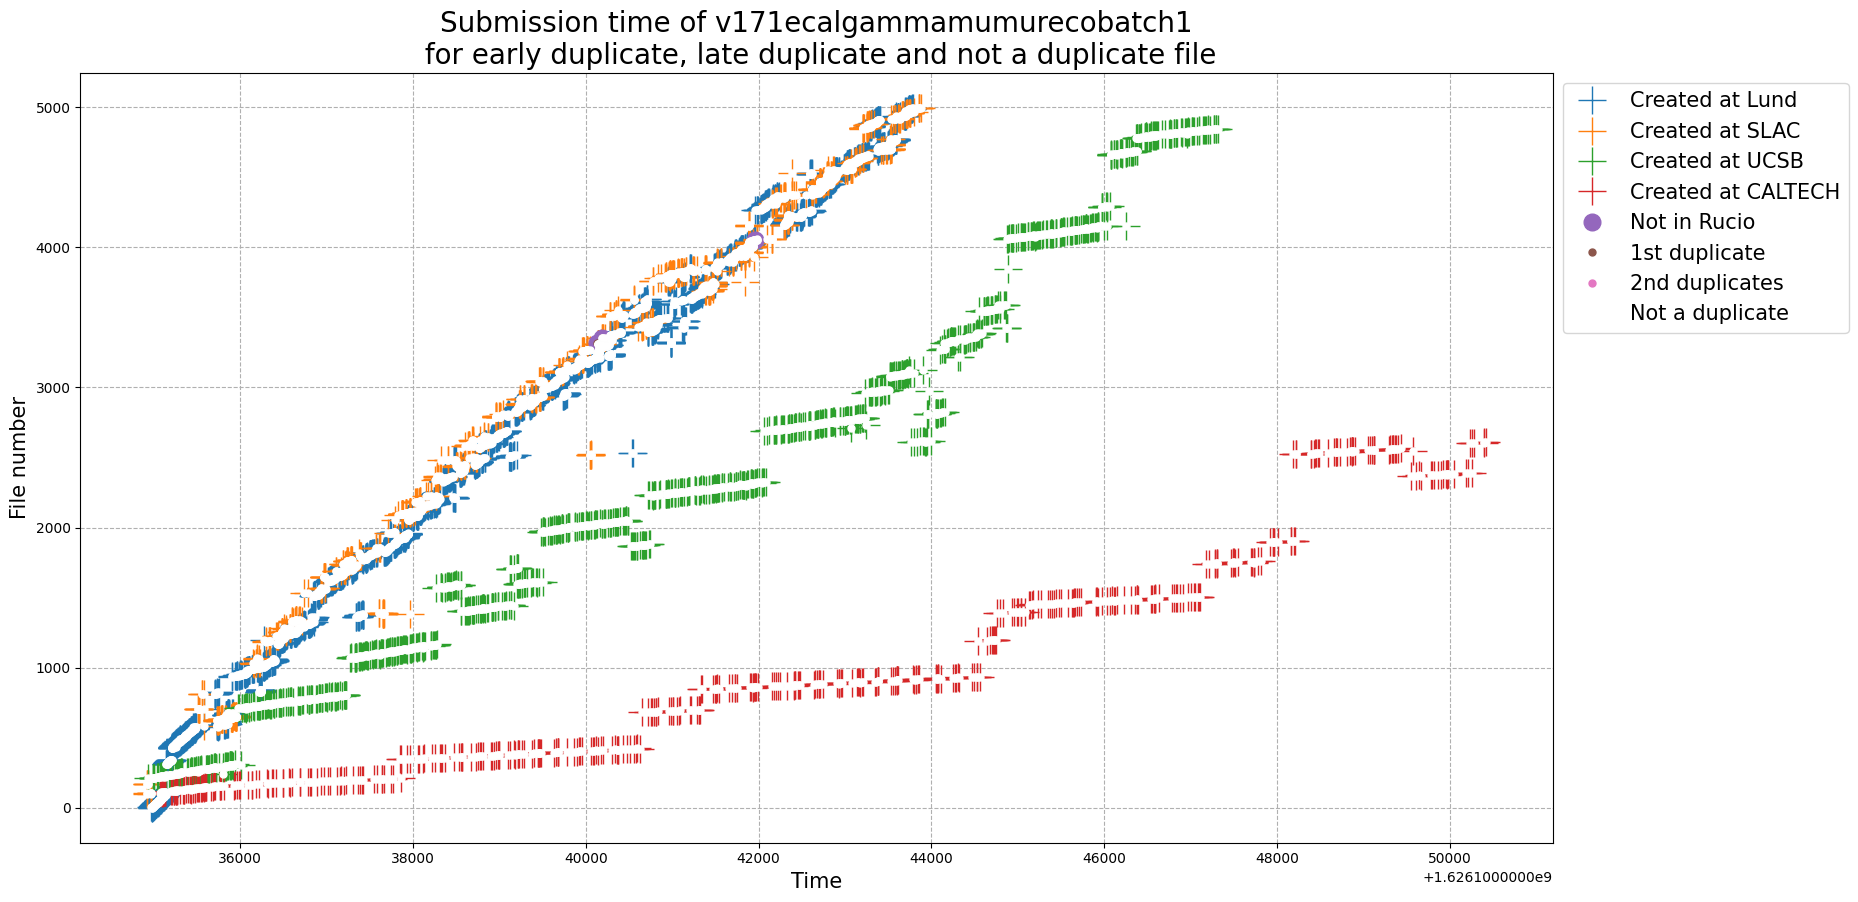 Submission time of v171ecalgammamumurecobatch1
for early duplicate, late duplicate and not a duplicate file
File number
5000
4000
3000
2000
1000
0
36000
38000
40000
42000
44000
46000
48000
50000
+1.6261000000e9
Time
Created at Lund
Created at SLAC
Created at UCSB
Created at CALTECH
Not in Rucio
1st duplicate
2nd duplicates
Not a duplicate